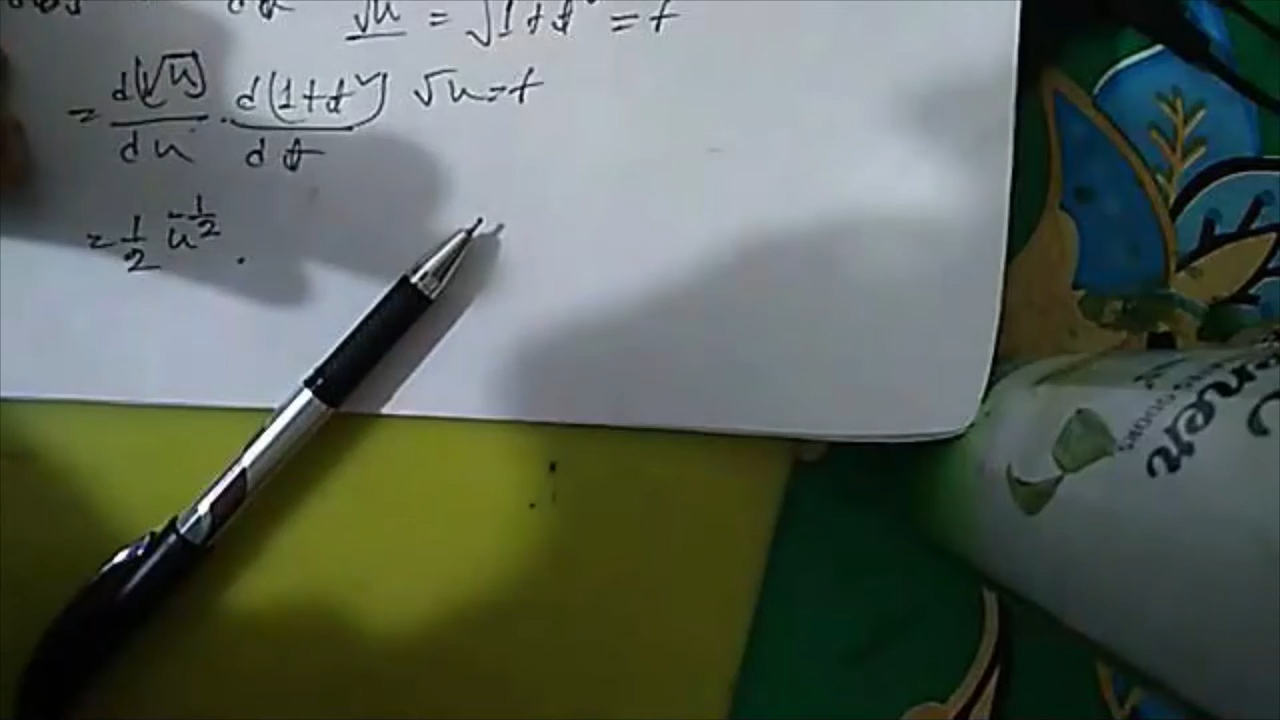 √u = √1+t² = f
= d(√u)/du · d(1+t²)/dt √u=f
= 1/2 u^-1/2 .